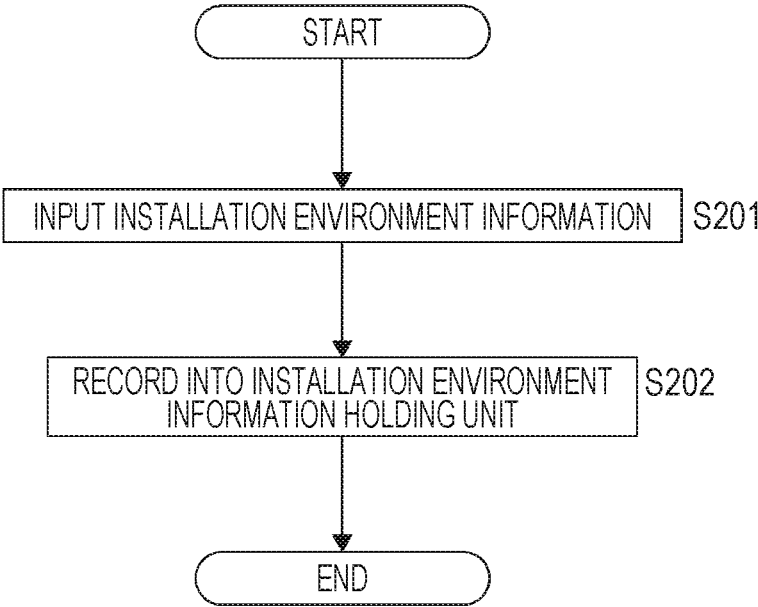 START
INPUT INSTALLATION ENVIRONMENT INFORMATION S201
RECORD INTO INSTALLATION ENVIRONMENT
INFORMATION HOLDING UNIT
S202
END